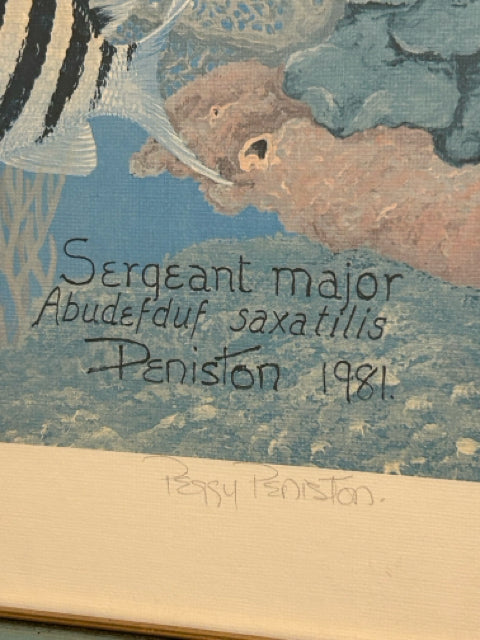 Sergeant major
Abudefduf saxatilis
Peniston 1981.
Peggy Peniston.